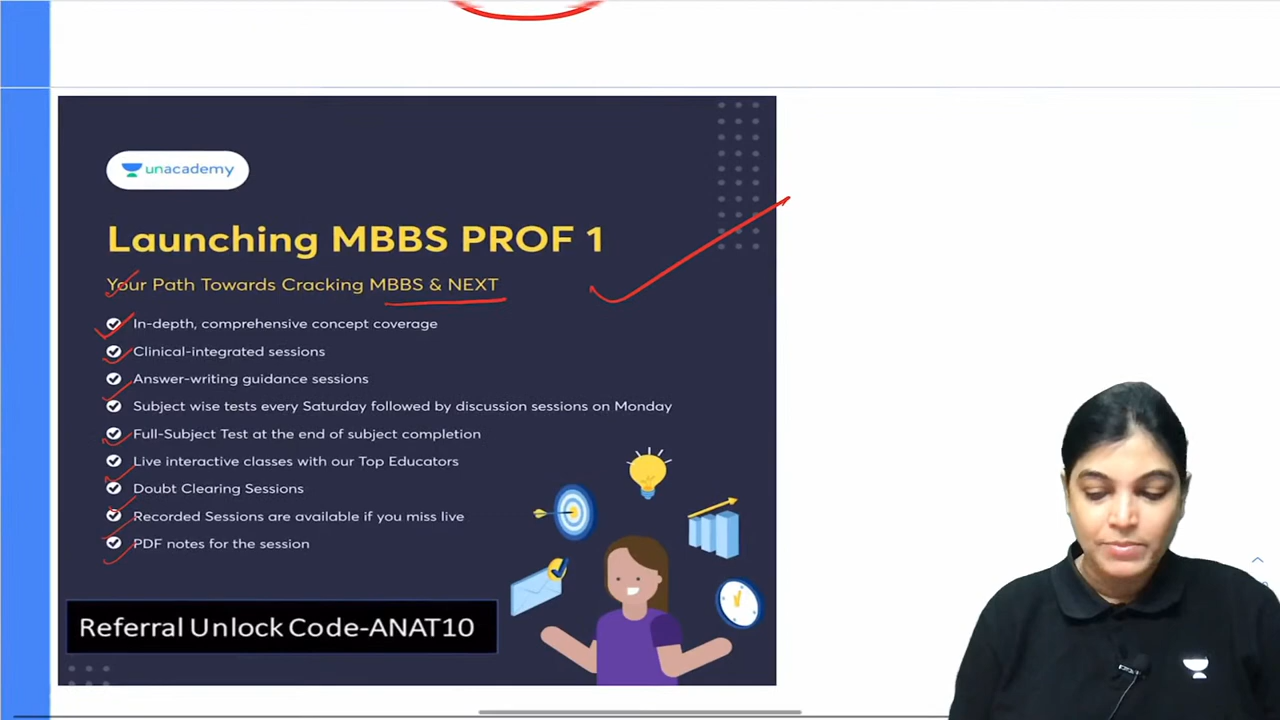 unacademy
Launching MBBS PROF 1
Your Path Towards Cracking MBBS & NEXT
In-depth, comprehensive concept coverage
Clinical-integrated sessions
Answer-writing guidance sessions
Subject wise tests every Saturday followed by discussion sessions on Monday
Full-Subject Test at the end of subject completion
Live interactive classes with our Top Educators
Doubt Clearing Sessions
Recorded Sessions are available if you miss live
PDF notes for the session
Referral Unlock Code-ANAT10